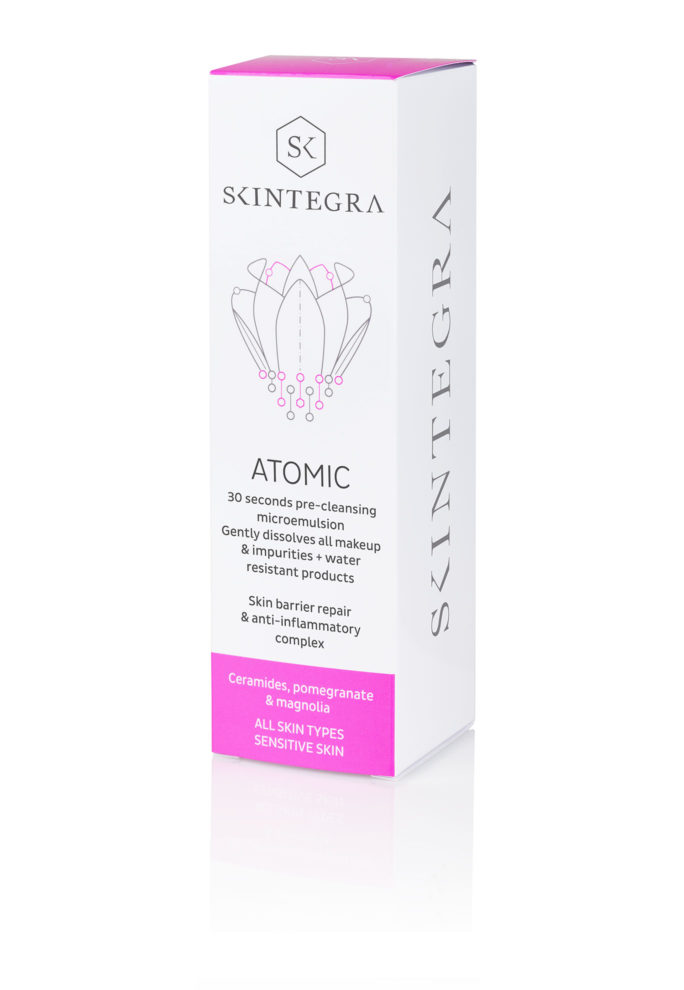 SK
SKINTEGRA
ATOMIC
30 seconds pre-cleansing
microemulsion
Gently dissolves all makeup
& impurities + water
resistant products
Skin barrier repair
& anti-inflammatory
complex
Ceramides, pomegranate
& magnolia
ALL SKIN TYPES
SENSITIVE SKIN
SKINTEGRA